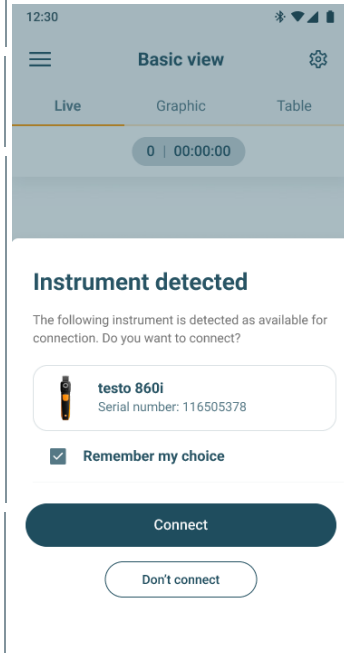 12:30
Basic view
Live Graphic Table
0 | 00:00:00
Instrument detected
The following instrument is detected as available for
connection. Do you want to connect?
testo 860i
Serial number: 116505378
Remember my choice
Connect
Don't connect